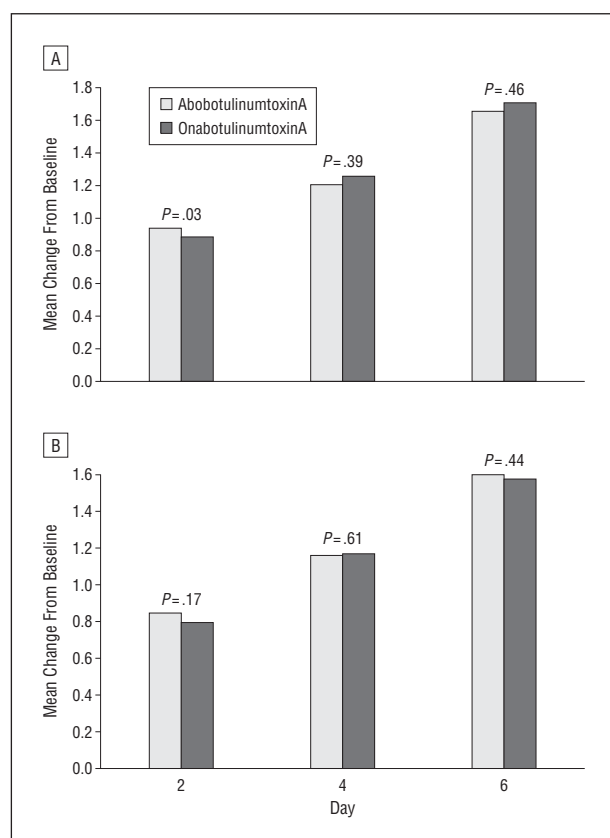 A
1.8
1.6
1.4
1.2
1.0
0.8
0.6
0.4
0.2
0.0
Mean Change From Baseline
AbobotulinumtoxinA
OnabotulinumtoxinA
P=.03
P=.39
P=.46
B
1.6
1.4
1.2
1.0
0.8
0.6
0.4
0.2
0.0
Mean Change From Baseline
P=.17
P=.61
P=.44
2 4 6
Day